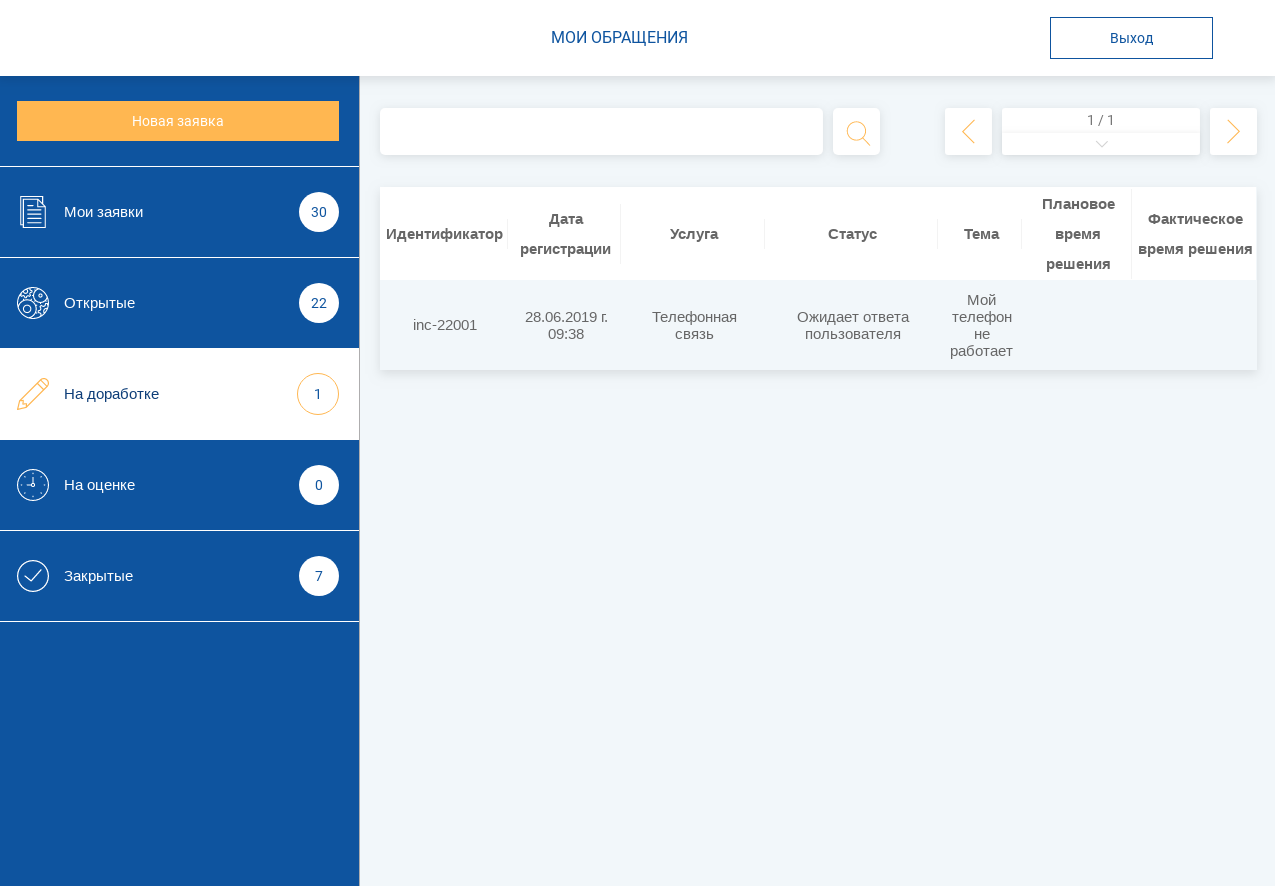 МОИ ОБРАЩЕНИЯ
Выход
Новая заявка
Мои заявки 30
Открытые 22
На доработке 1
На оценке 0
Закрытые 7
1 / 1
Идентификатор
Дата
регистрации
Услуга
Статус
Тема
Плановое
время
решения
Фактическое
время решения
inc-22001
28.06.2019 г.
09:38
Телефонная
связь
Ожидает ответа
пользователя
Мой
телефон
не
работает